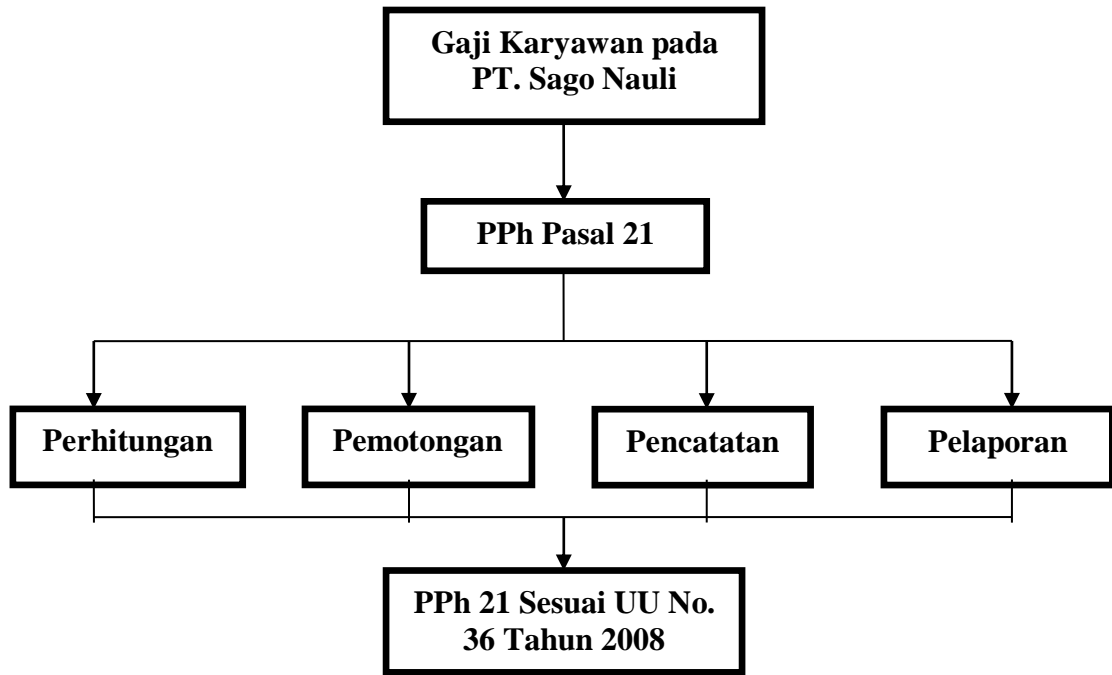 Gaji Karyawan pada
PT. Sago Nauli
PPh Pasal 21
Perhitungan
Pemotongan
Pencatatan
Pelaporan
PPh 21 Sesuai UU No.
36 Tahun 2008